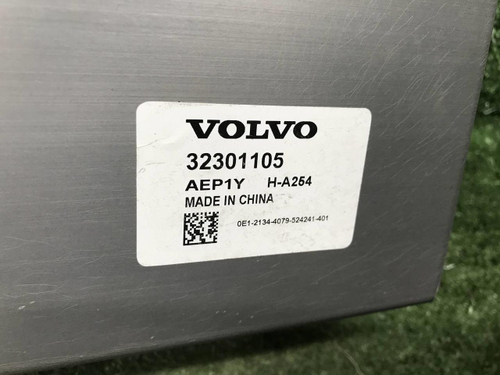 VOLVO
32301105
AEP1Y H-A254
MADE IN CHINA
0E1-2134-4079-524241-401